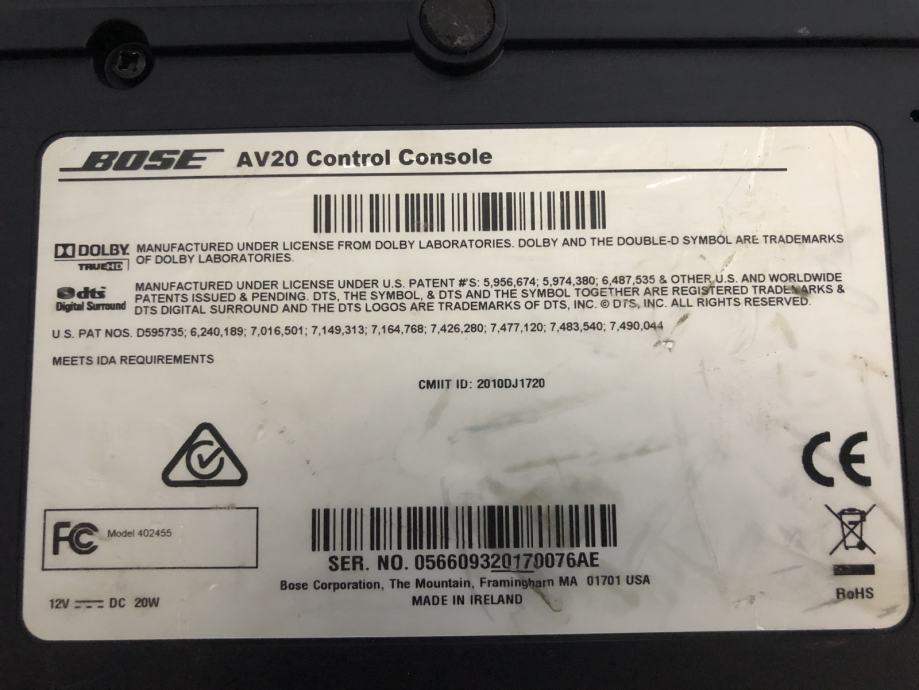 BOSE AV20 Control Console
DOLBY. MANUFACTURED UNDER LICENSE FROM DOLBY LABORATORIES. DOLBY AND THE DOUBLE-D SYMBOL ARE TRADEMARKS
TRUEHD OF DOLBY LABORATORIES.
MANUFACTURED UNDER LICENSE UNDER U.S. PATENT #'S: 5,956,674; 5,974,380; 6,487,535 & OTHER U.S. AND WORLDWIDE
dts PATENTS ISSUED & PENDING. DTS, THE SYMBOL, & DTS AND THE SYMBOL TOGETHER ARE REGISTERED TRADEMARKS &
Digital Surround DTS DIGITAL SURROUND AND THE DTS LOGOS ARE TRADEMARKS OF DTS, INC. © DTS, INC. ALL RIGHTS RESERVED.
U.S. PAT NOS. D595735; 6,240,189; 7,016,501; 7,149,313; 7,164,768; 7,426,280; 7,477,120; 7,483,540; 7,490,044
MEETS IDA REQUIREMENTS
CMIIT ID: 2010DJ1720
CE
FC Model 402455
SER. NO. 056609320170076AE
Bose Corporation, The Mountain, Framingham MA 01701 USA
12V DC 20W
MADE IN IRELAND
RoHS